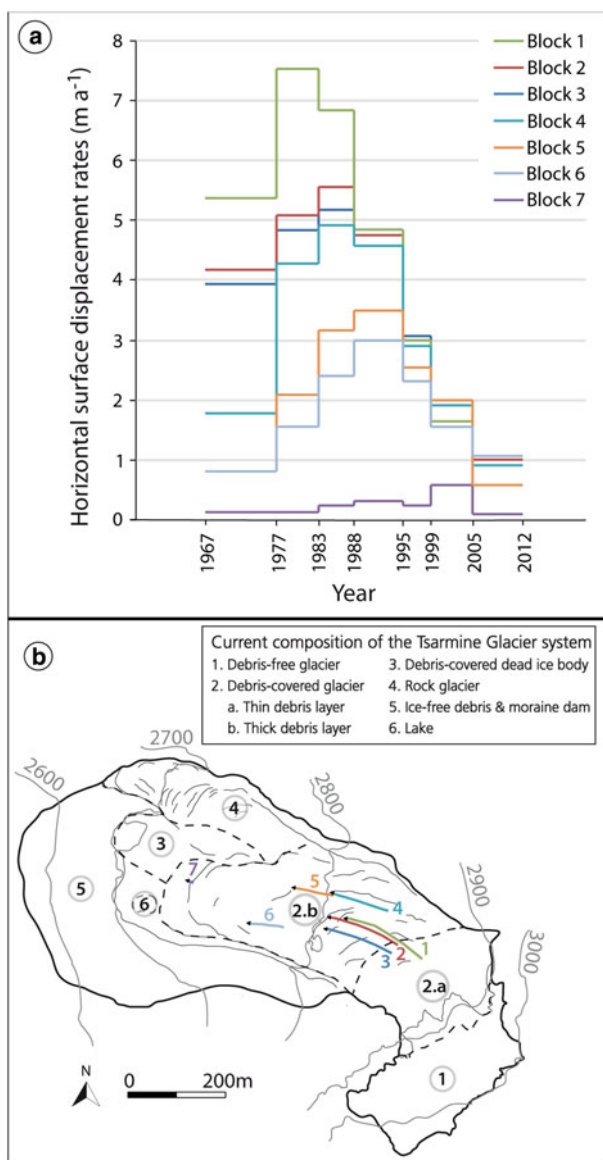 a
Horizontal surface displacement rates (m a⁻¹)
8
7
6
5
4
3
2
1
0
Block 1
Block 2
Block 3
Block 4
Block 5
Block 6
Block 7
1967
1977
1983
1988
1995
1999
2005
2012
Year
b
Current composition of the Tsarmine Glacier system
1. Debris-free glacier
2. Debris-covered glacier
a. Thin debris layer
b. Thick debris layer
3. Debris-covered dead ice body
4. Rock glacier
5. Ice-free debris & moraine dam
6. Lake
2600
2700
2800
2900
3000
4
3
7
5
6
5
2.b
4
6
1
2
3
2.a
1
N
0
200m